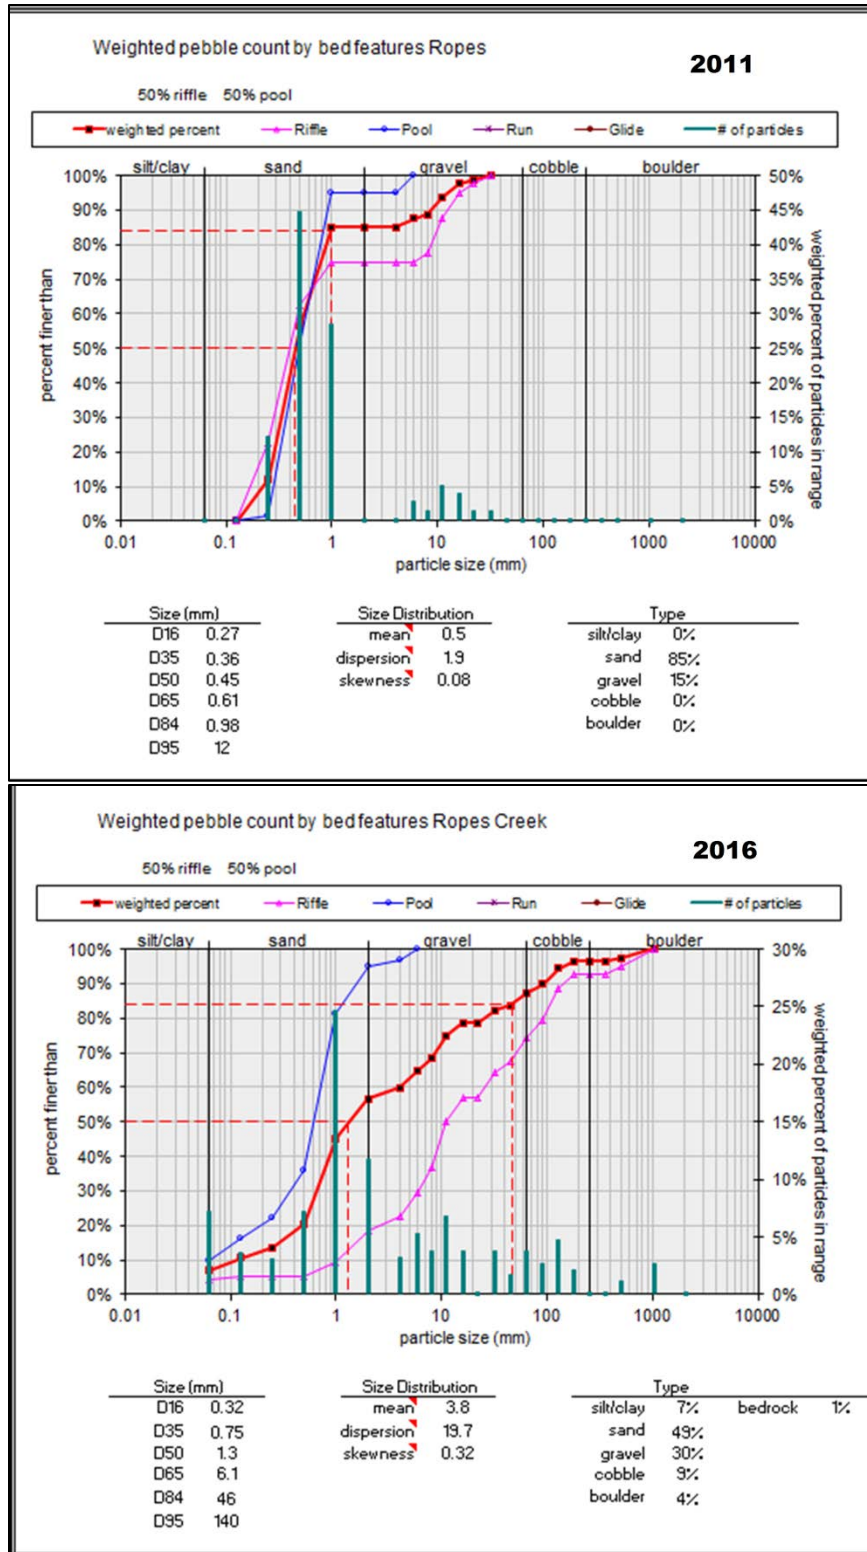 Weighted pebble count by bed features Ropes
2011
50% riffle 50% pool
weighted percent Riffle Pool Run Glide # of particles
silt/clay sand gravel cobble boulder
100% 50%
90% 45%
80% 40%
70% 35%
60% 30%
50% 25%
40% 20%
30% 15%
20% 10%
10% 5%
0% 0%
percent finer than
weighted percent of particles in range
0.01 0.1 1 10 100 1000 10000
particle size (mm)
Size (mm) Size Distribution Type
D16 0.27 mean 0.5 silt/clay 0%
D35 0.36 dispersion 1.9 sand 85%
D50 0.45 skewness 0.08 gravel 15%
D65 0.61 cobble 0%
D84 0.98 boulder 0%
D95 12
Weighted pebble count by bed features Ropes Creek
2016
50% riffle 50% pool
weighted percent Riffle Pool Run Glide # of particles
silt/clay sand gravel cobble boulder
100% 30%
90%
80% 25%
70%
60% 20%
50% 15%
40%
30% 10%
20%
10% 5%
0% 0%
percent finer than
weighted percent of particles in range
0.01 0.1 1 10 100 1000 10000
particle size (mm)
Size (mm) Size Distribution Type
D16 0.32 mean 3.8 silt/clay 7% bedrock 1%
D35 0.75 dispersion 19.7 sand 49%
D50 1.3 skewness 0.32 gravel 30%
D65 6.1 cobble 9%
D84 46 boulder 4%
D95 140